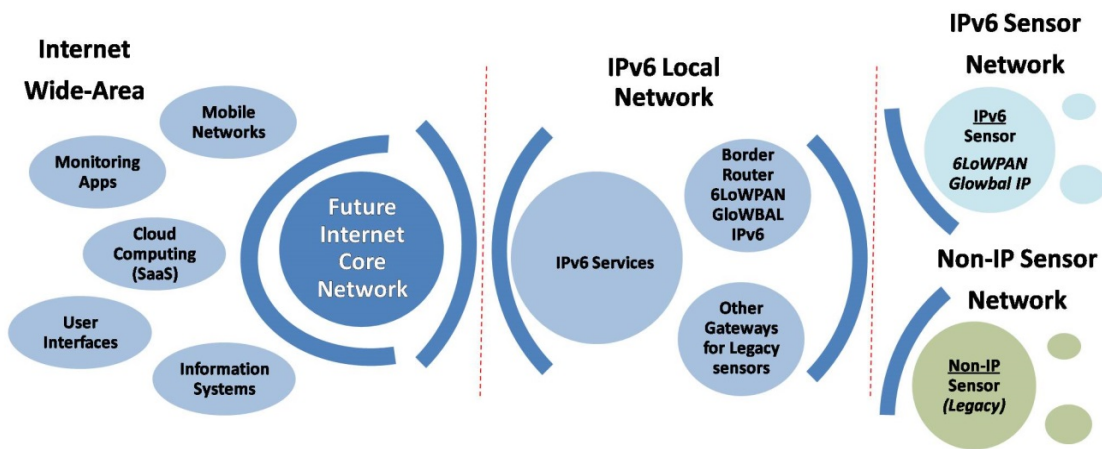 Internet
Wide-Area
Mobile
Networks
Monitoring
Apps
Cloud
Computing
(SaaS)
User
Interfaces
Information
Systems
Future
Internet
Core
Network
IPv6 Local
Network
IPv6 Services
Border
Router
6LoWPAN
GloWBAL
IPv6
Other
Gateways
for Legacy
sensors
IPv6 Sensor
Network
IPv6
Sensor
6LoWPAN
Glowbal IP
Non-IP Sensor
Network
Non-IP
Sensor
(Legacy)